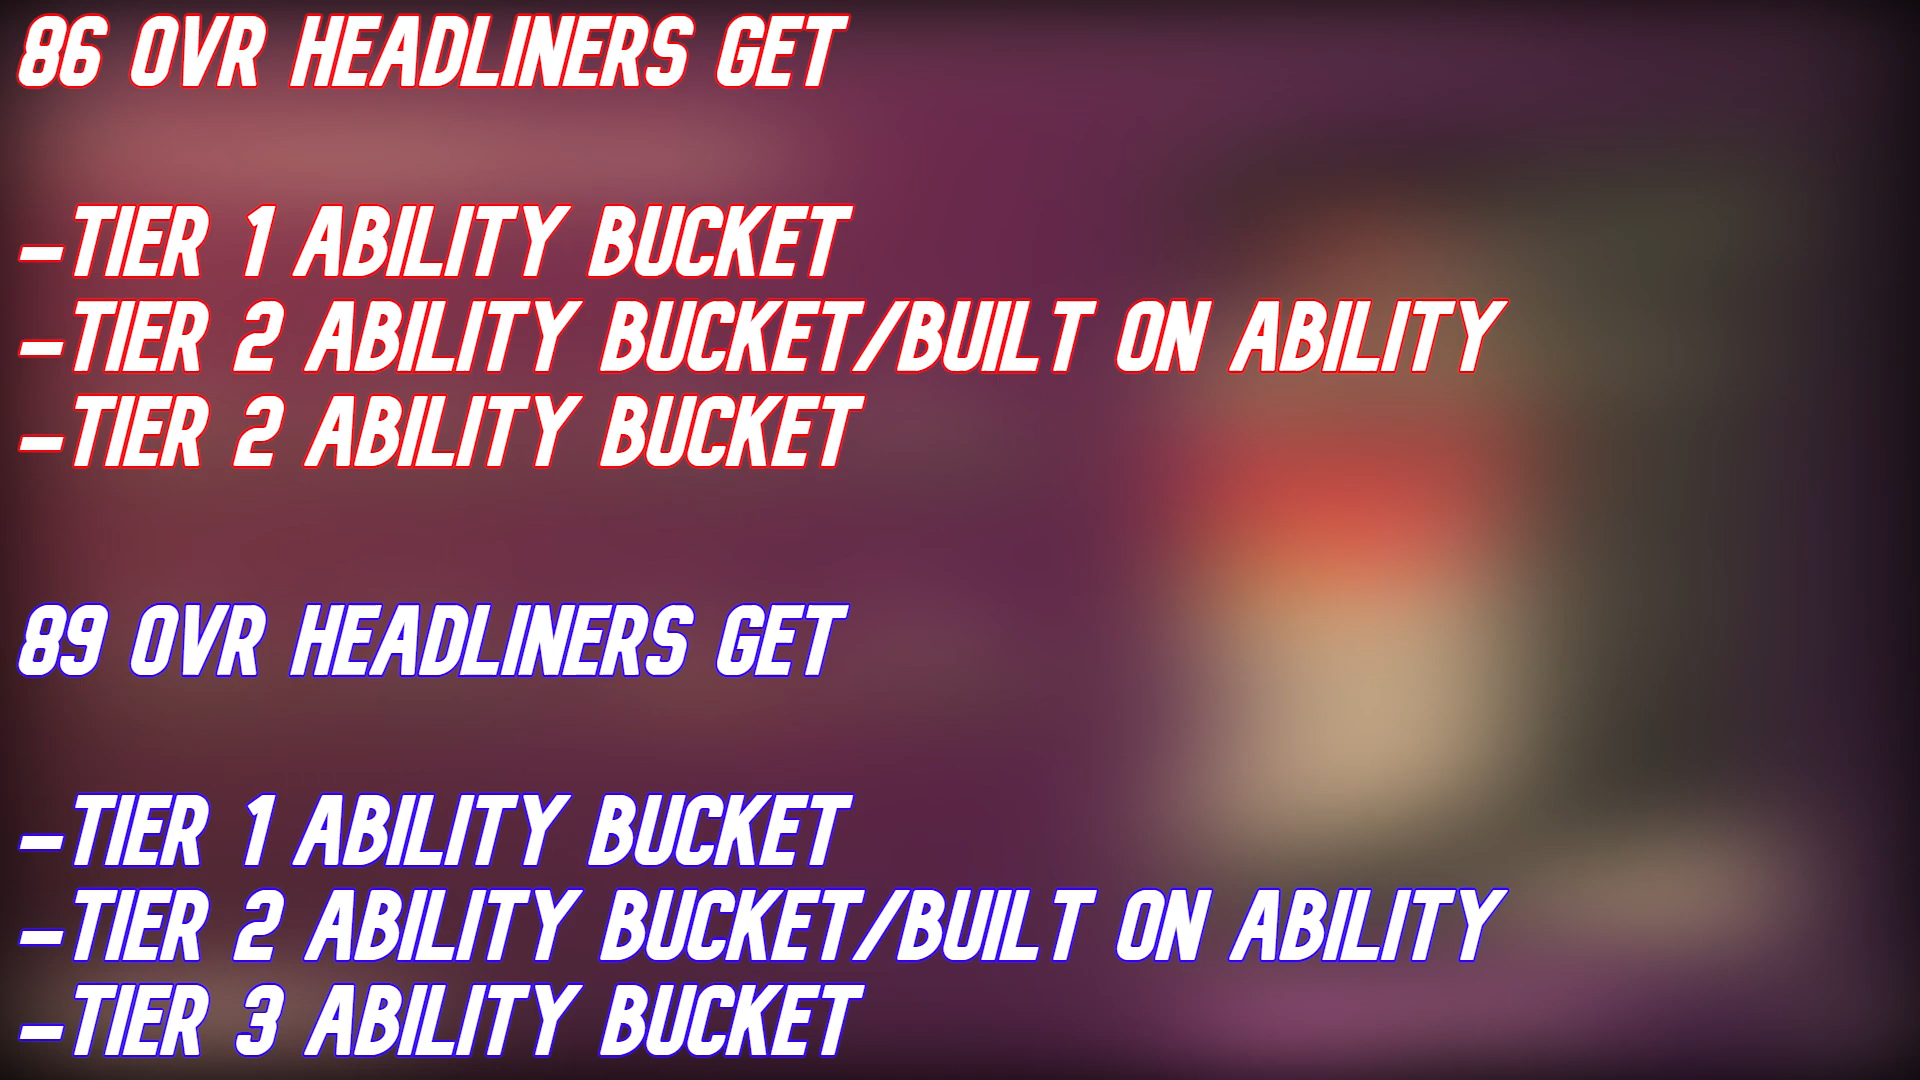 86 OVR HEADLINERS GET
-TIER 1 ABILITY BUCKET
-TIER 2 ABILITY BUCKET/BUILT ON ABILITY
-TIER 2 ABILITY BUCKET
89 OVR HEADLINERS GET
-TIER 1 ABILITY BUCKET
-TIER 2 ABILITY BUCKET/BUILT ON ABILITY
-TIER 3 ABILITY BUCKET